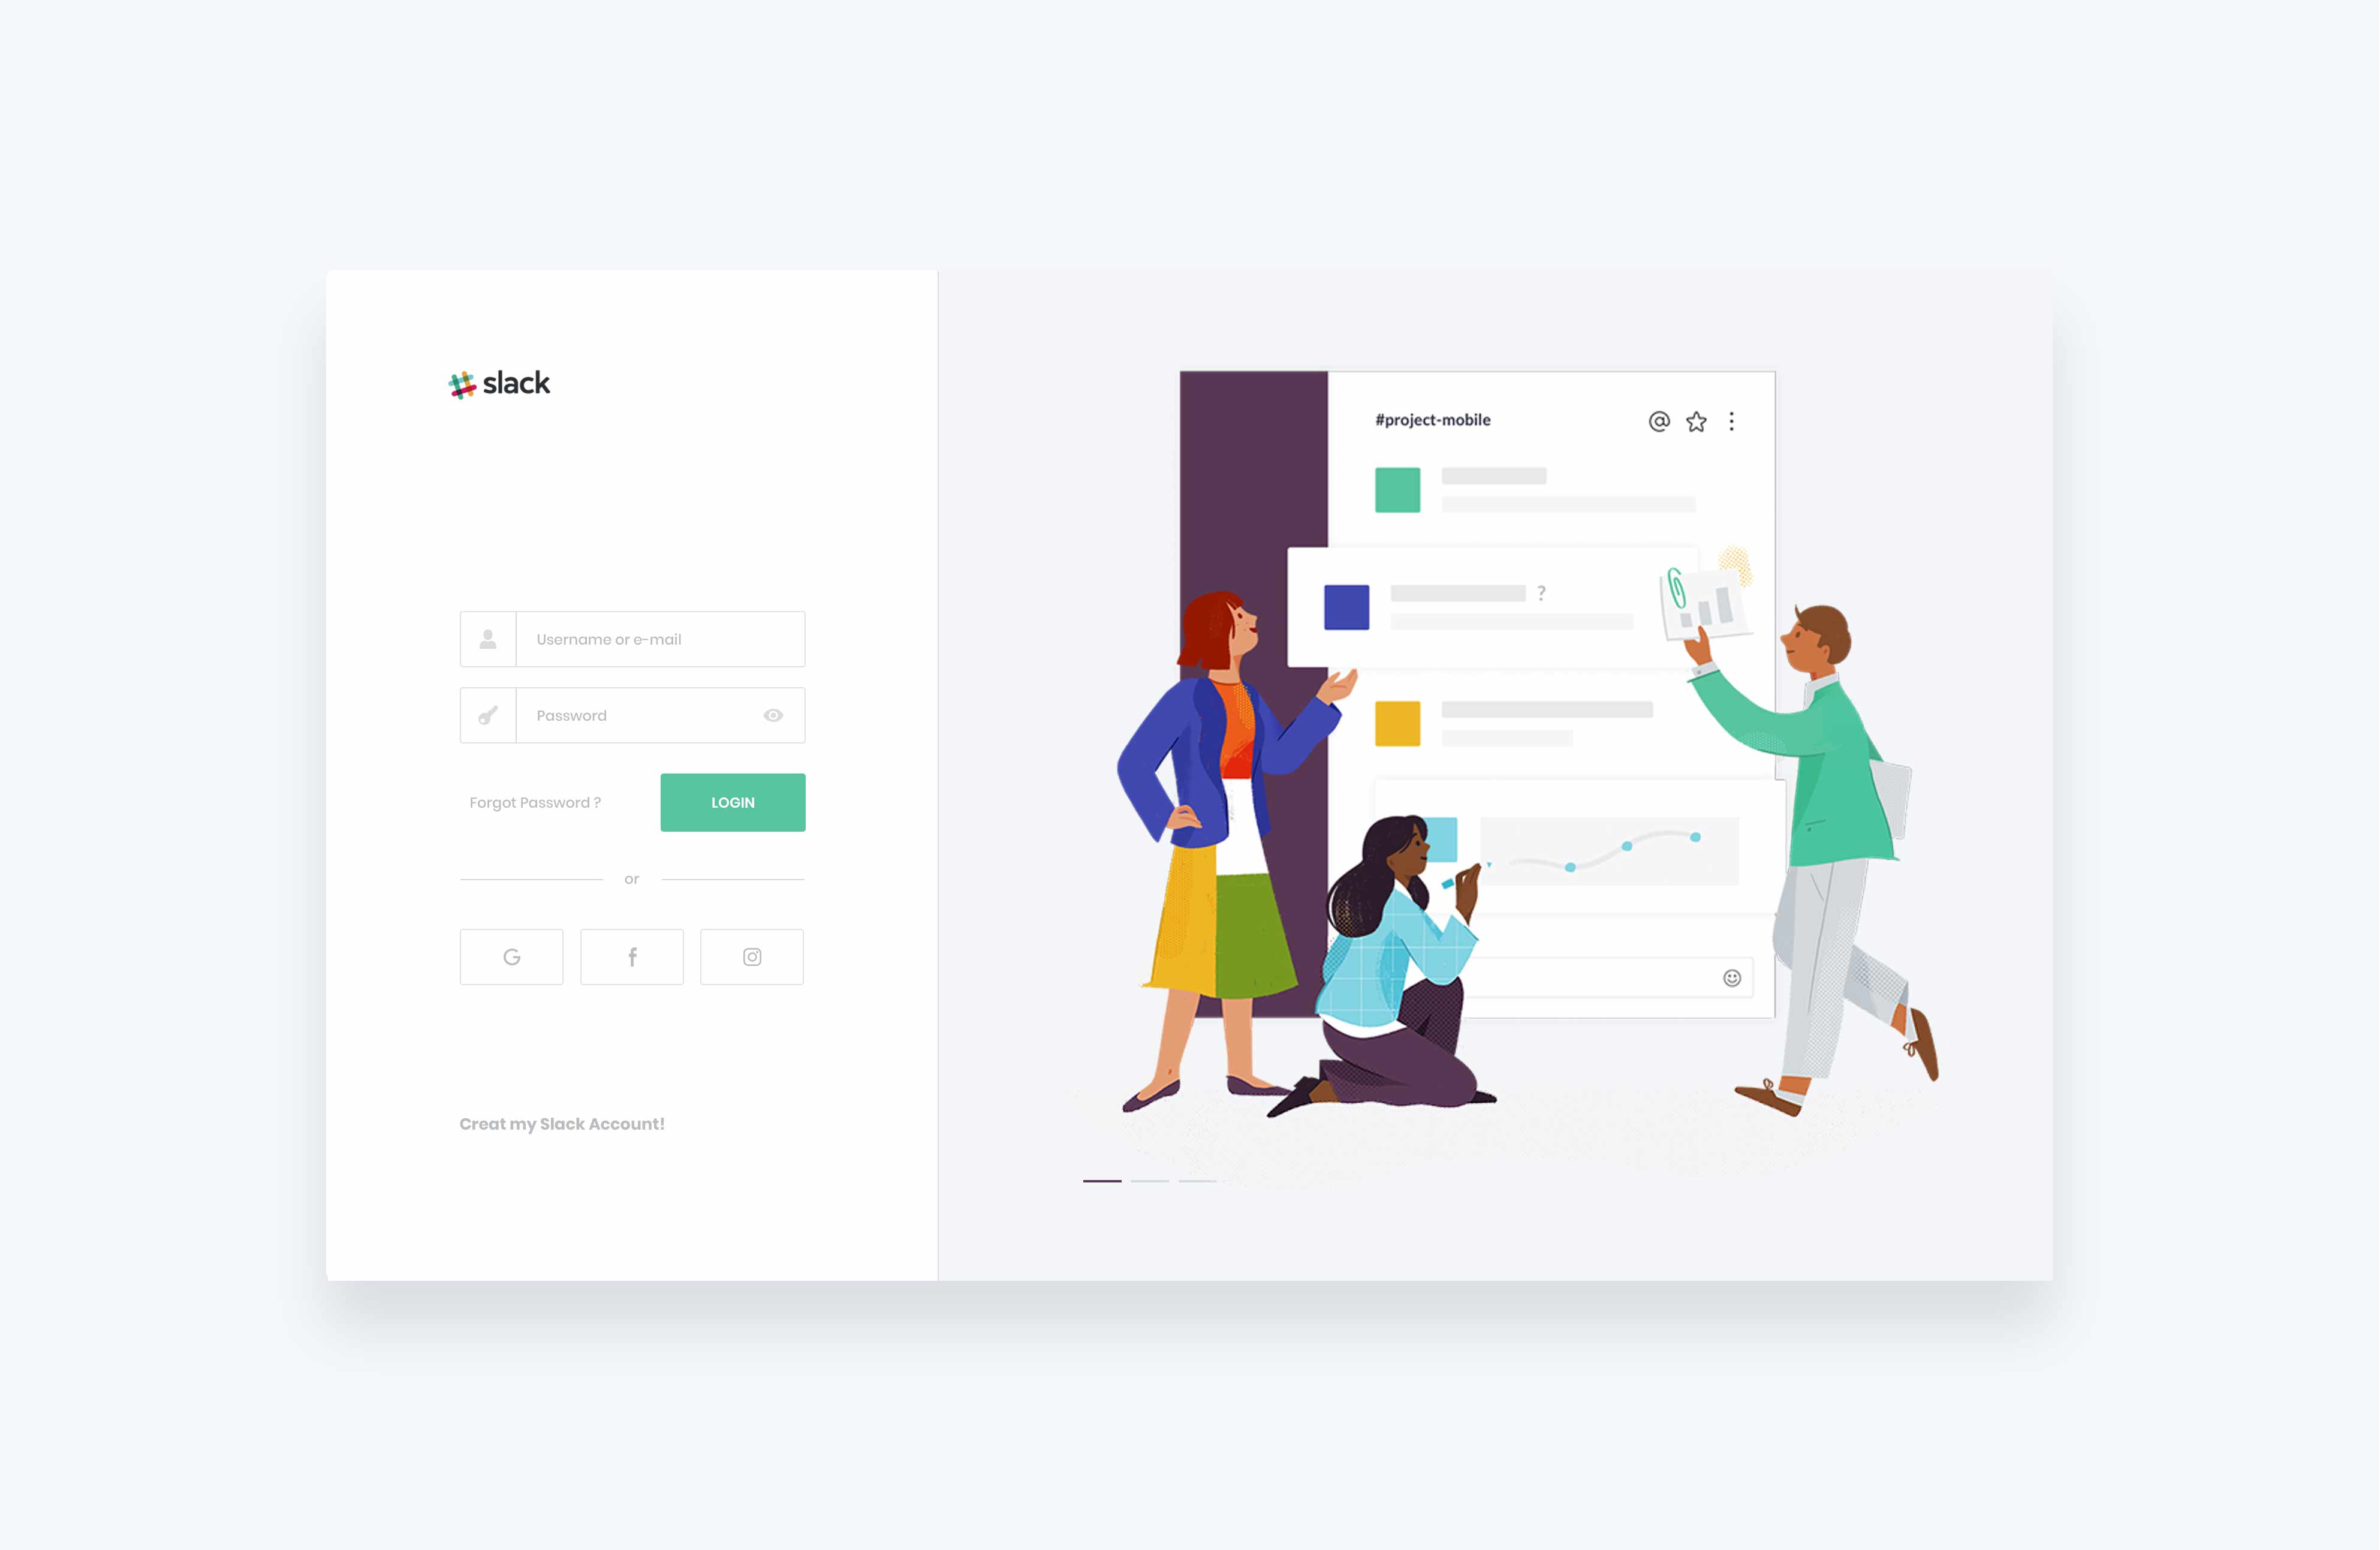 slack
Username or e-mail
Password
Forgot Password ?
LOGIN
or
G
f
Creat my Slack Account!
#project-mobile
@
?